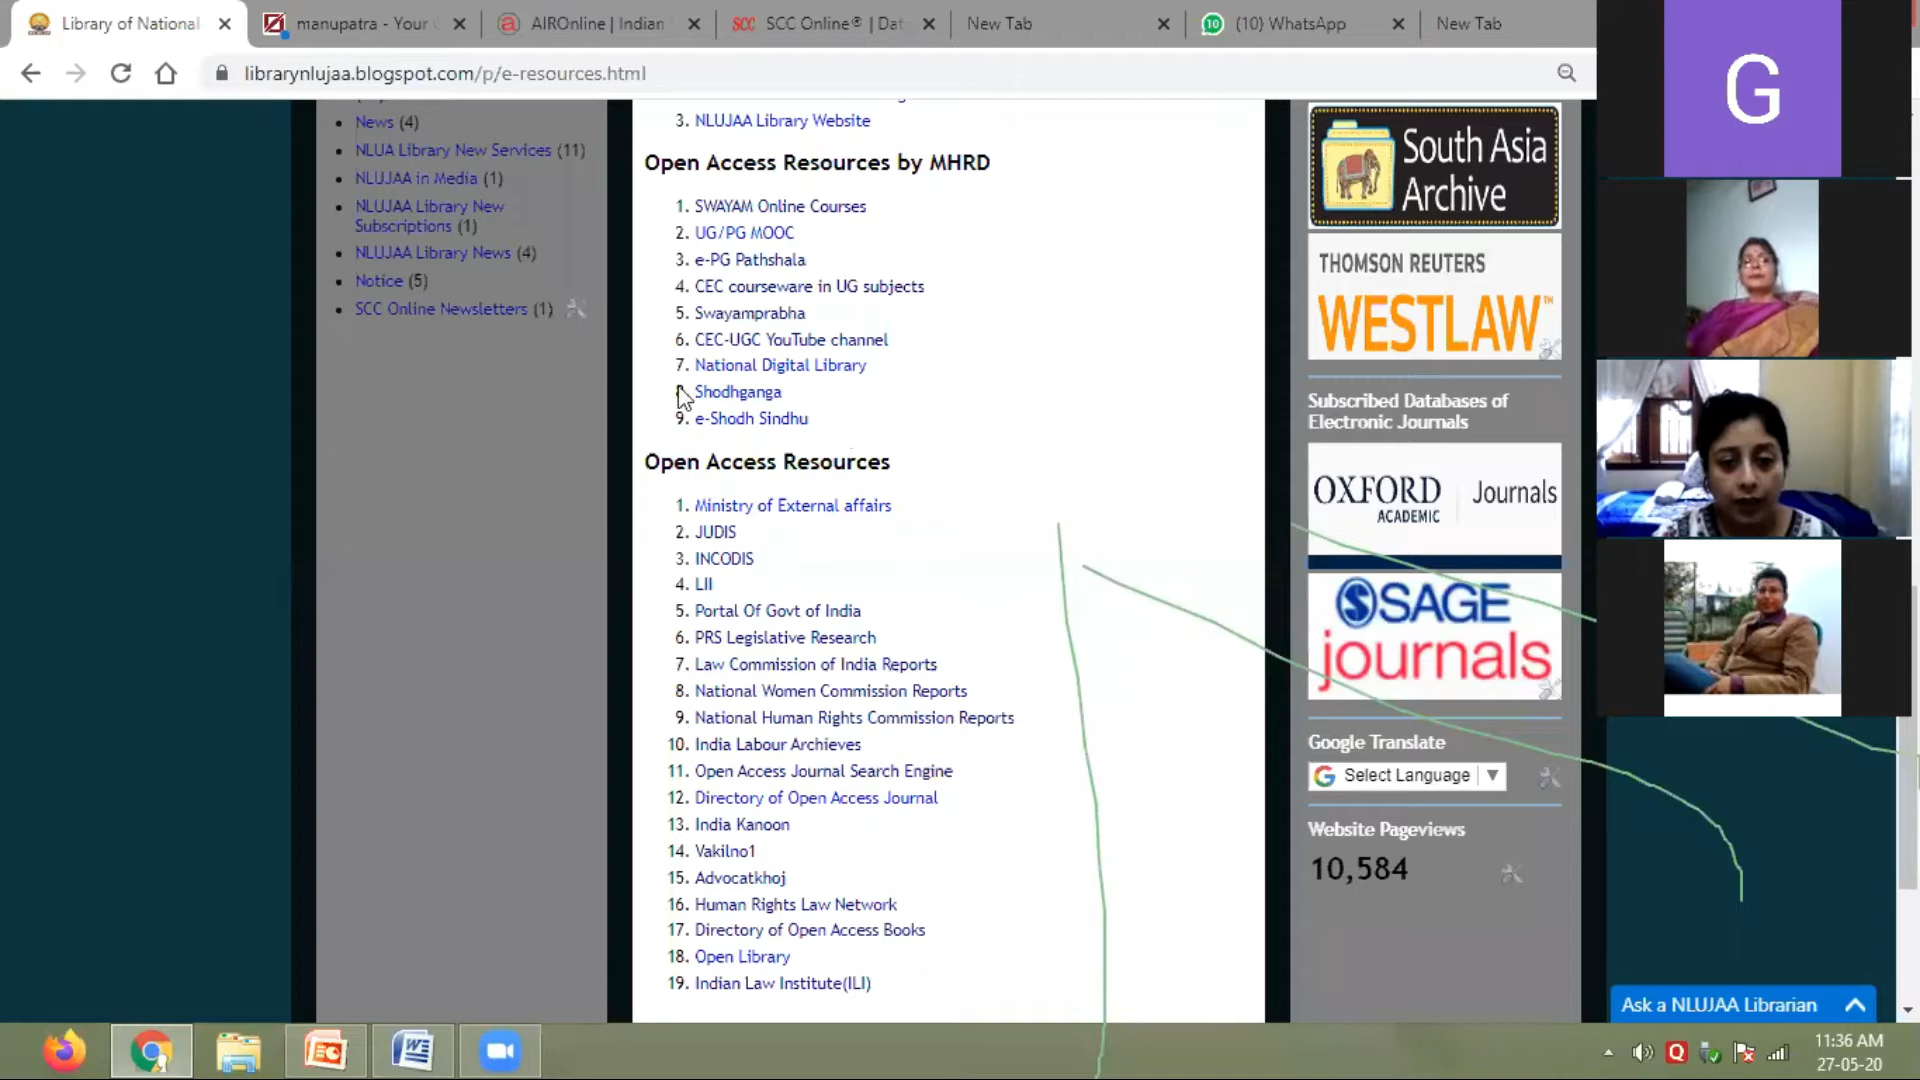 Library of National
manupatra - Your
AIROnline | Indian
SCC SCC Online® | Dat
New Tab
10 (10) WhatsApp
New Tab
librarynlujaa.blogspot.com/p/e-resources.html
News (4)
NLUA Library New Services (11)
NLUJAA in Media (1)
NLUJAA Library New
Subscriptions (1)
NLUJAA Library News (4)
Notice (5)
SCC Online Newsletters (1)
3. NLUJAA Library Website
Open Access Resources by MHRD
1. SWAYAM Online Courses
2. UG/PG MOOC
3. e-PG Pathshala
4. CEC courseware in UG subjects
5. Swayamprabha
6. CEC-UGC YouTube channel
7. National Digital Library
Shodhganga
9. e-Shodh Sindhu
Open Access Resources
1. Ministry of External affairs
2. JUDIS
3. INCODIS
4. LII
5. Portal Of Govt of India
6. PRS Legislative Research
7. Law Commission of India Reports
8. National Women Commission Reports
9. National Human Rights Commission Reports
10. India Labour Archieves
11. Open Access Journal Search Engine
12. Directory of Open Access Journal
13. India Kanoon
14. Vakilno1
15. Advocatkhoj
16. Human Rights Law Network
17. Directory of Open Access Books
18. Open Library
19. Indian Law Institute(ILI)
South Asia
Archive
THOMSON REUTERS
WESTLAW™
Subscribed Databases of
Electronic Journals
OXFORD
ACADEMIC
Journals
SAGE
journals
Google Translate
G Select Language ▼
Website Pageviews
10,584
G
Ask a NLUJAA Librarian
11:36 AM
27-05-20